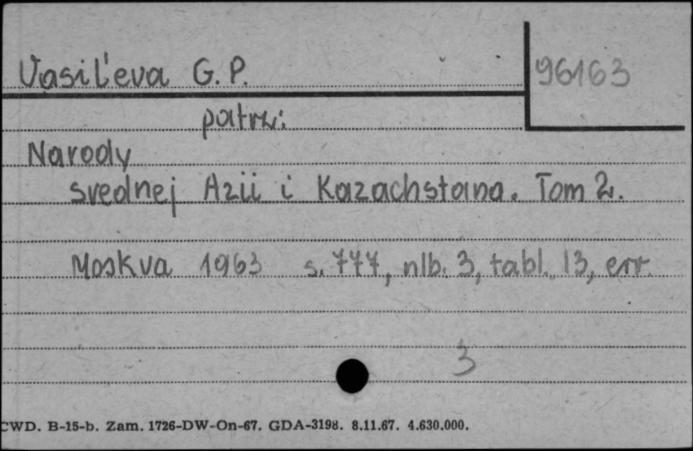 Vasil'eva G. P.
96163
patrz:
Narody
srednej Azii i Kazachstana. Tom 2.
Moskva 1963 s. 777, nlb. 3, tabl. 13, err.
3
CWD. B-15-b. Zam. 1726-DW-On-67. GDA-3198. 8.11.67. 4.630.000.